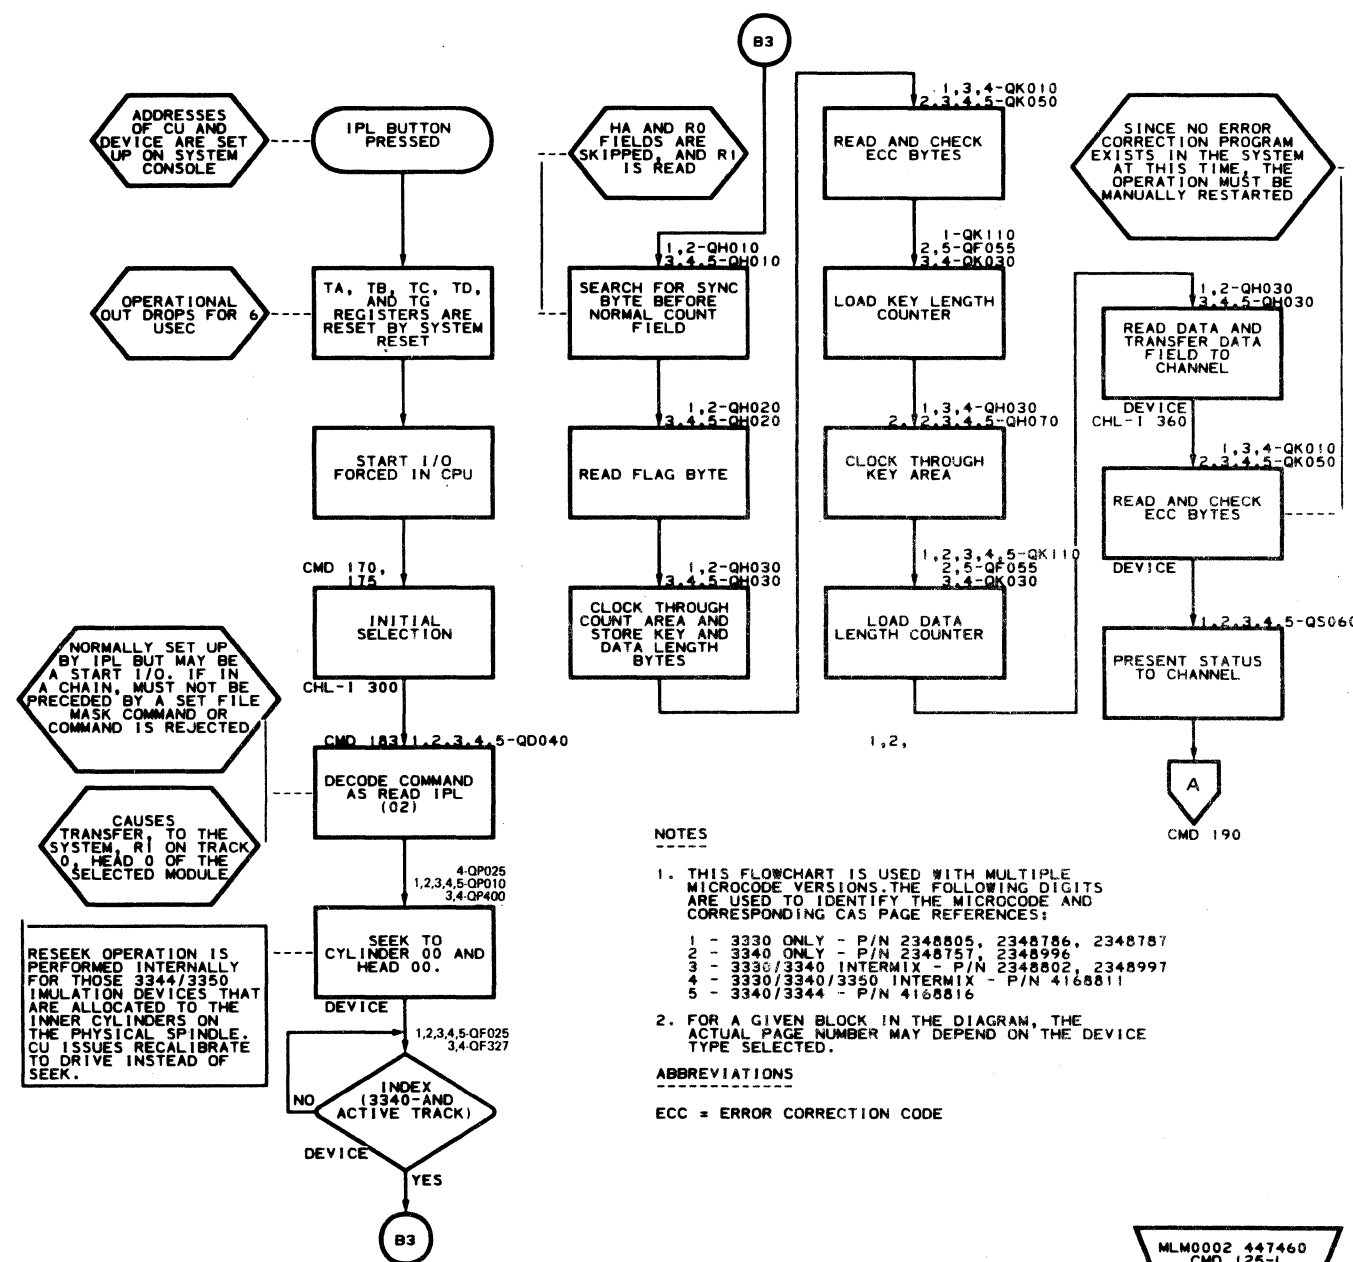 B3
ADDRESSES
OF CU AND
DEVICE ARE SET
UP ON SYSTEM
CONSOLE
IPL BUTTON
PRESSED
OPERATIONAL
OUT DROPS FOR 6
USEC
TA, TB, TC, TD,
AND TG
REGISTERS ARE
RESET BY SYSTEM
RESET
START I/O
FORCED IN CPU
CMD 170,
175
INITIAL
SELECTION
CHL-I 300
NORMALLY SET UP
BY IPL BUT MAY BE
A START I/O. IF IN
A CHAIN, MUST NOT BE
PRECEDED BY A SET FILE
MASK COMMAND OR
COMMAND IS REJECTED
CMD 183 1,2,3,4,5-QD040
DECODE COMMAND
AS READ IPL
(02)
CAUSES
TRANSFER, TO THE
SYSTEM, R1 ON TRACK
0, HEAD 0 OF THE
SELECTED MODULE
4-QP025
1,2,3,4,5-QP010
3,4-QP400
SEEK TO
CYLINDER 00 AND
HEAD 00.
DEVICE
RESEEK OPERATION IS
PERFORMED INTERNALLY
FOR THOSE 3344/3350
IMULATION DEVICES THAT
ARE ALLOCATED TO THE
INNER CYLINDERS ON
THE PHYSICAL SPINDLE.
CU ISSUES RECALIBRATE
TO DRIVE INSTEAD OF
SEEK.
1,2,3,4,5-QF025
3,4-QF327
INDEX
(3340-AND
ACTIVE TRACK)
NO
DEVICE
YES
B3
HA AND R0
FIELDS ARE
SKIPPED, AND R1
IS READ
1,2-QH010
3,4,5-QH010
SEARCH FOR SYNC
BYTE BEFORE
NORMAL COUNT
FIELD
1,2-QH020
3,4,5-QH020
READ FLAG BYTE
1,2-QH030
3,4,5-QH030
CLOCK THROUGH
COUNT AREA AND
STORE KEY AND
DATA LENGTH
BYTES
1,3,4-QK010
2,3,4,5-QK050
READ AND CHECK
ECC BYTES
1-QK110
2,5-QF055
3,4-QK030
LOAD KEY LENGTH
COUNTER
1,3,4-QH030
2, 2,3,4,5-QH070
CLOCK THROUGH
KEY AREA
1,2,3,4,5-QK110
2,5-QF055
3,4-QK030
LOAD DATA
LENGTH COUNTER
1,2,
SINCE NO ERROR
CORRECTION PROGRAM
EXISTS IN THE SYSTEM
AT THIS TIME, THE
OPERATION MUST BE
MANUALLY RESTARTED
1,2-QH030
3,4,5-QH030
READ DATA AND
TRANSFER DATA
FIELD TO
CHANNEL
DEVICE
CHL-I 360
1,3,4-QK010
2,3,4,5-QK050
READ AND CHECK
ECC BYTES
DEVICE
1,2,3,4,5-QS060
PRESENT STATUS
TO CHANNEL
A
CMD 190
NOTES
1. THIS FLOWCHART IS USED WITH MULTIPLE
MICROCODE VERSIONS.THE FOLLOWING DIGITS
ARE USED TO IDENTIFY THE MICROCODE AND
CORRESPONDING CAS PAGE REFERENCES:
1 - 3330 ONLY - P/N 2348805, 2348786, 2348787
2 - 3340 ONLY - P/N 2348757, 2348996
3 - 3330/3340 INTERMIX - P/N 2348802, 2348997
4 - 3330/3340/3350 INTERMIX - P/N 4168811
5 - 3340/3344 - P/N 4168816
2. FOR A GIVEN BLOCK IN THE DIAGRAM, THE
ACTUAL PAGE NUMBER MAY DEPEND ON THE DEVICE
TYPE SELECTED.
ABBREVIATIONS
ECC = ERROR CORRECTION CODE
MLM0002 447460
CMD 125-1